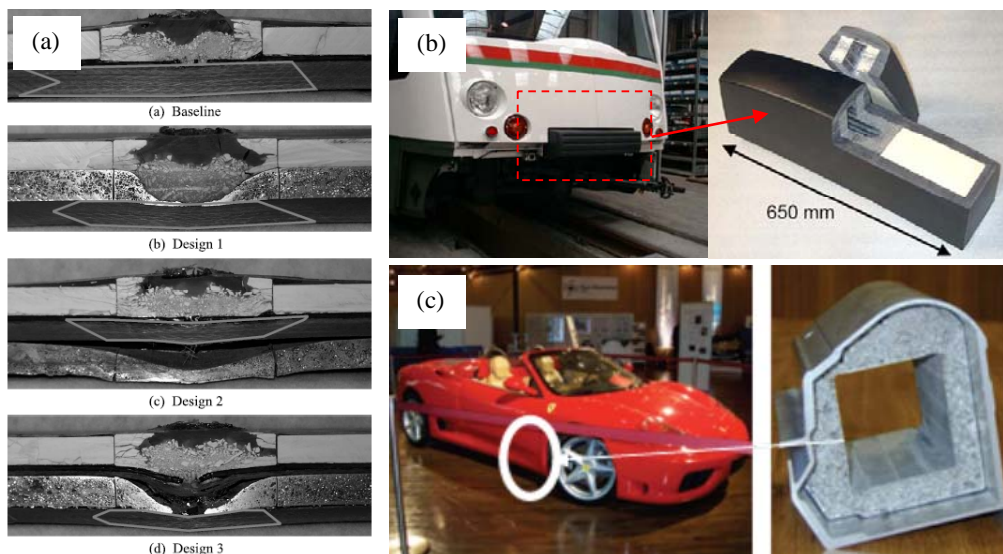 (a)
(a) Baseline
(b) Design 1
(c) Design 2
(d) Design 3
(b)
650 mm
(c)